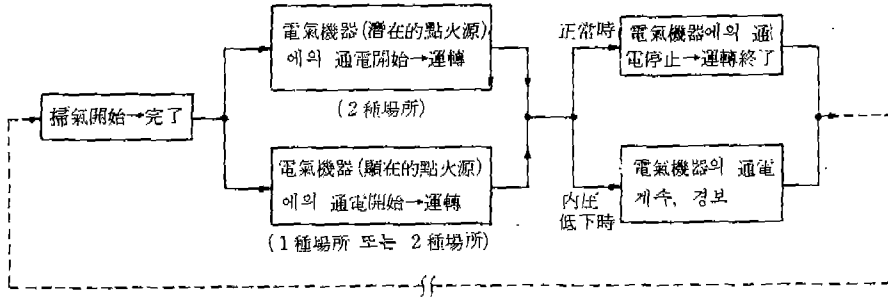 掃氣開始→完了
電氣機器(潛在的點火源)
에의 通電開始→運轉
(2種場所)
電氣機器(顯在的點火源)
에의 通電開始→運轉
(1種場所 또는 2種場所)
正常時
電氣機器에의 通
電停止→運轉終了
內圧
低下時
電氣機器의 通電
계속, 경보